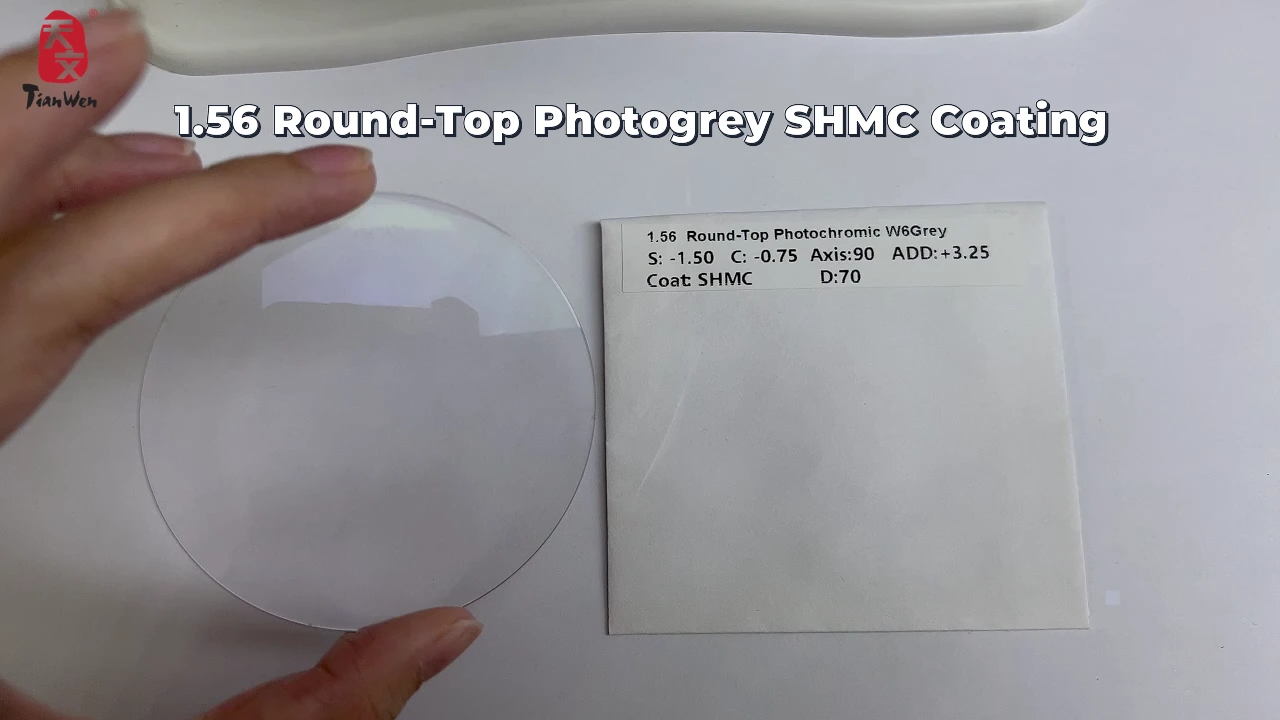 天文
TianWen
1.56 Round-Top Photogrey SHMC Coating
1.56 Round-Top Photochromic W6Grey
S: -1.50 C: -0.75 Axis:90 ADD:+3.25
Coat: SHMC D:70